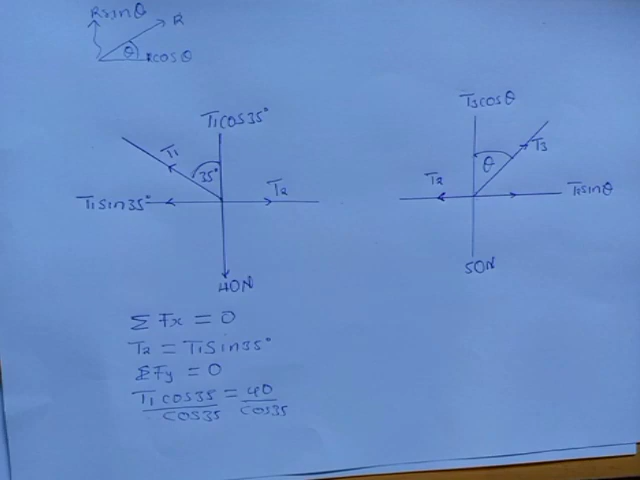 Rsinθ
R
θ
Rcosθ
T1cos35°
T1
35°
T2
T1sin35°
40N
T3cosθ
T3
θ
T2
T3sinθ
50N
Σ Fx = 0
T2 = T1Sin35°
ΣFy = 0
T1cos35 = 40
cos35 cos35